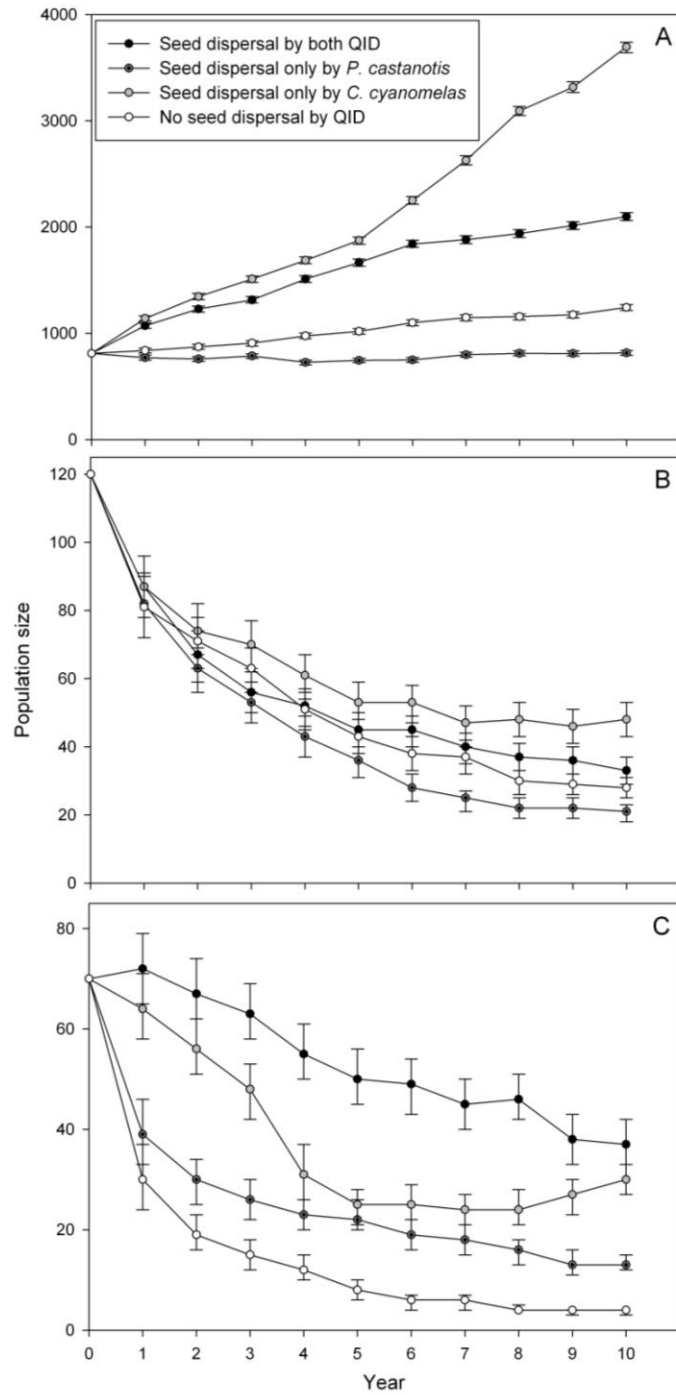 4000
A
Seed dispersal by both QID
Seed dispersal only by P. castanotis
Seed dispersal only by C. cyanomelas
No seed dispersal by QID
3000
2000
1000
0
B
120
100
80
60
40
20
0
Population size
C
80
60
40
20
0
0 1 2 3 4 5 6 7 8 9 10
Year